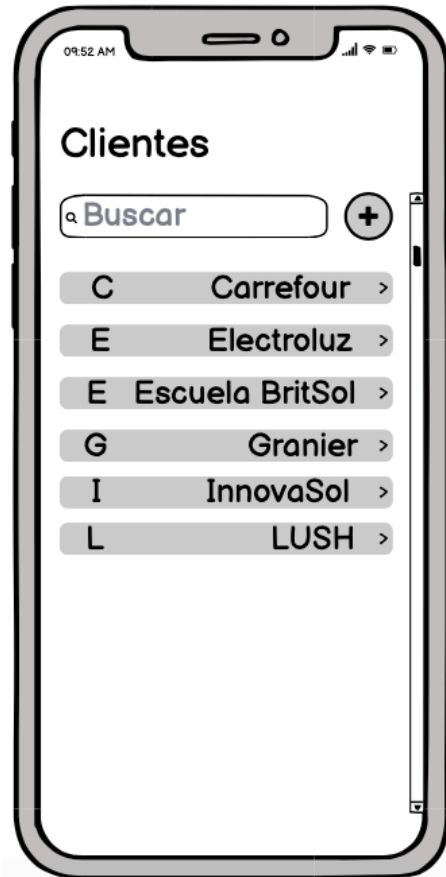 09:52 AM
Clientes
Buscar +
C Carrefour >
E Electroluz >
E Escuela BritSol >
G Granier >
I InnovaSol >
L LUSH >